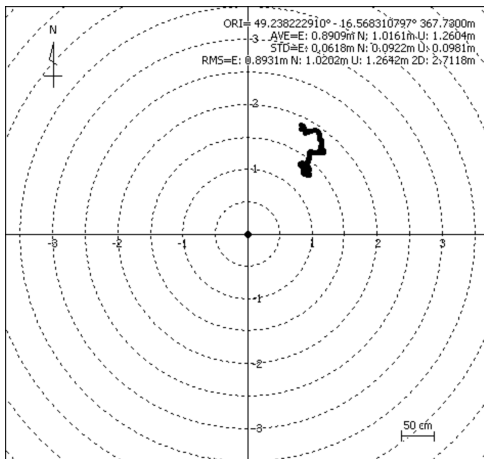 ORI= 49.238222910° - 16.568310797° 367.7300m
AVE=E: 0.8909m N: 1.0161m U: 1.2604m
STD=E: 0.0618m N: 0.0922m U: 0.0981m
RMS=E: 0.8931m N: 1.0202m U: 1.2642m 2D: 2.7118m
N
3
2
1
-3 -2 -1 1 2 3
-1
-2
-3
50 cm